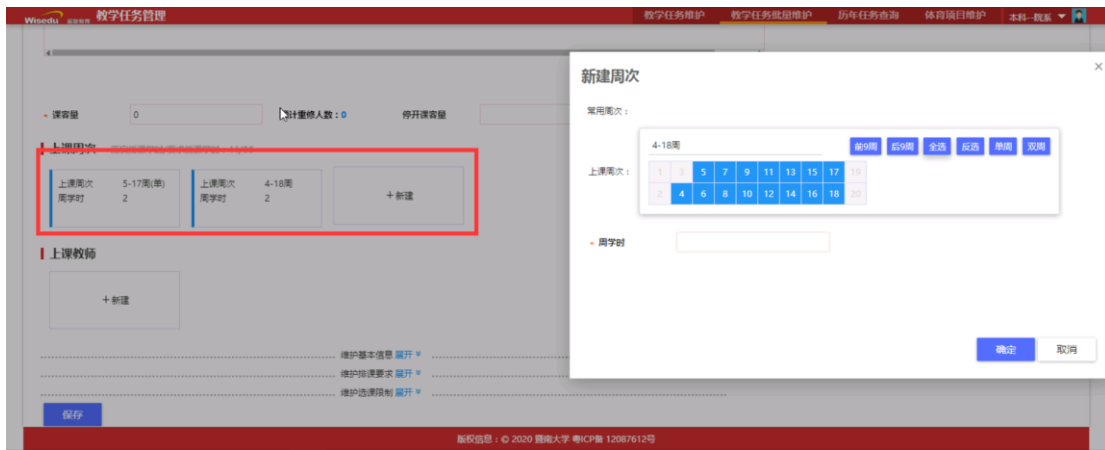 Wisedu 教学任务管理
教学任务维护 教学任务批量维护 历年任务查询 体育项目维护 本科--院系
课容量 0 计重修人数：0 停开课容量
上课周次
上课周次 5-17周(单)
周学时 2
上课周次 4-18周
周学时 2
+新建
上课教师
+新建
维护基本信息 展开
维护排课要求 展开
维护选课限制 展开
保存
新建周次
×
常用周次：
4-18周 前9周 后9周 全选 反选 单周 双周
上课周次：
1 3 5 7 9 11 13 15 17 19
2 4 6 8 10 12 14 16 18 20
周学时
确定 取消
版权信息：© 2020 暨南大学 粤ICP备 12087612号